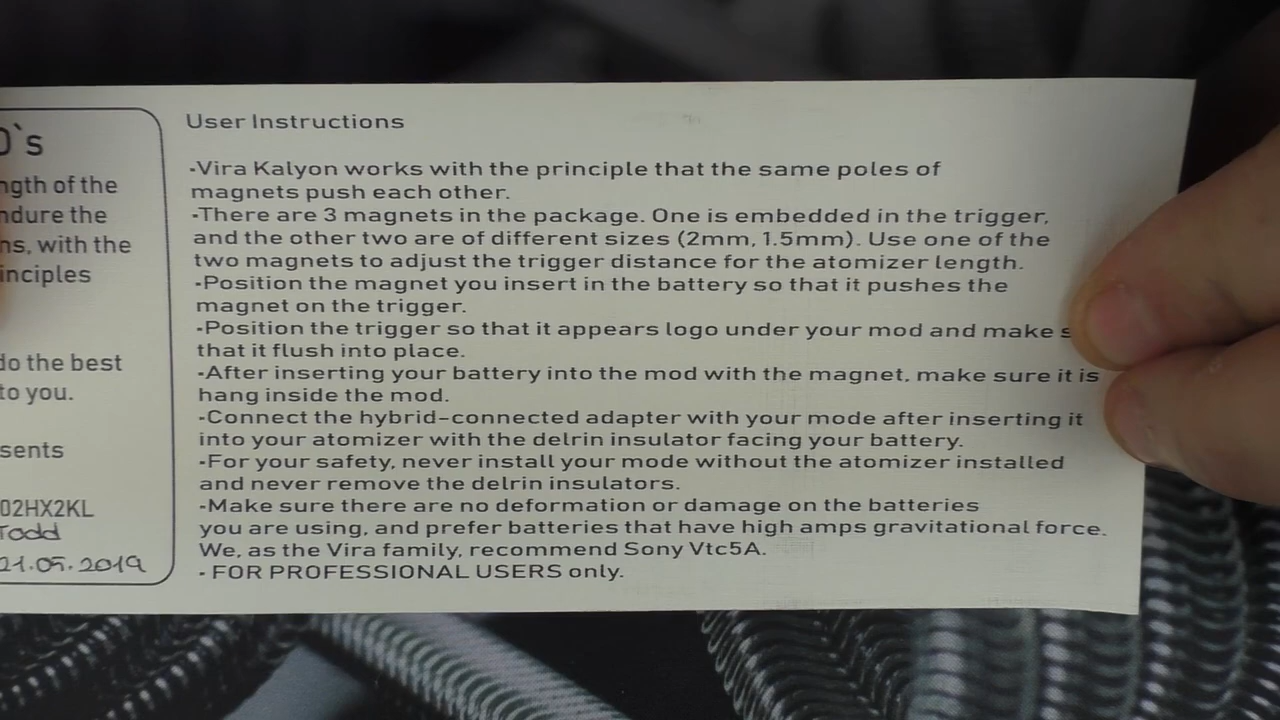 `s
ngth of the
ndure the
ns, with the
inciples
do the best
to you.
sents
02HX2KL
Todd
21.05.2019
User Instructions
-Vira Kalyon works with the principle that the same poles of
magnets push each other.
-There are 3 magnets in the package. One is embedded in the trigger,
and the other two are of different sizes (2mm, 1.5mm). Use one of the
two magnets to adjust the trigger distance for the atomizer length.
-Position the magnet you insert in the battery so that it pushes the
magnet on the trigger.
-Position the trigger so that it appears logo under your mod and make s
that it flush into place.
-After inserting your battery into the mod with the magnet, make sure it is
hang inside the mod.
-Connect the hybrid-connected adapter with your mode after inserting it
into your atomizer with the delrin insulator facing your battery.
-For your safety, never install your mode without the atomizer installed
and never remove the delrin insulators.
-Make sure there are no deformation or damage on the batteries
you are using, and prefer batteries that have high amps gravitational force.
We, as the Vira family, recommend Sony Vtc5A.
- FOR PROFESSIONAL USERS only.